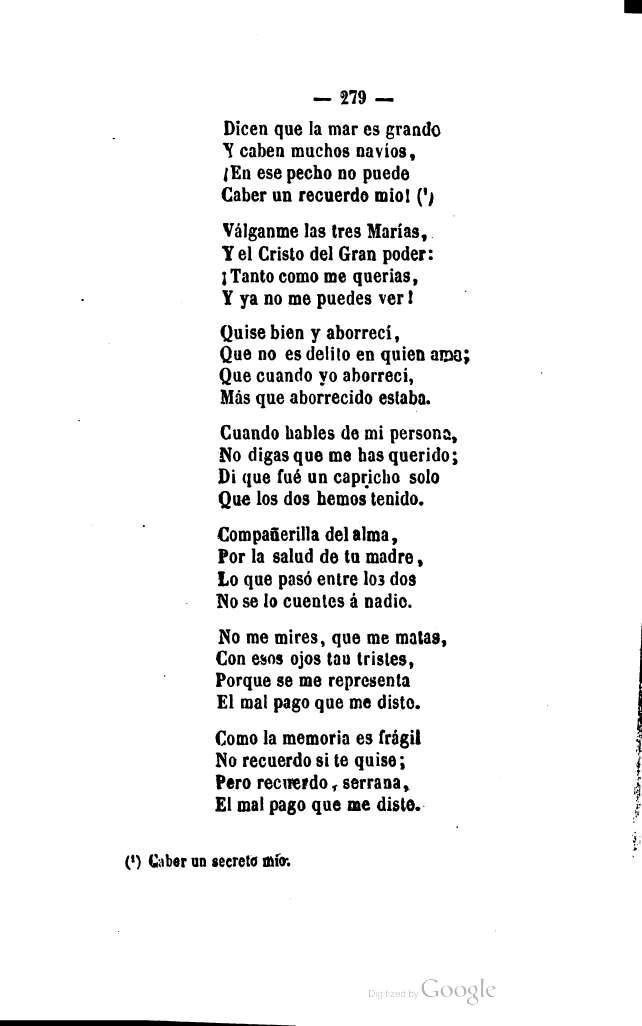 — 279 —
Dicen que la mar es grande
Y caben muchos navíos,
¡En ese pecho no puede
Caber un recuerdo mio! (¹)
Válganme las tres Marías,
Y el Cristo del Gran poder:
¡Tanto como me querias,
Y ya no me puedes ver!
Quise bien y aborrecí,
Que no es delito en quien ama;
Que cuando yo aborreci,
Más que aborrecido estaba.
Cuando hables de mi persona,
No digas que me has querido;
Di que fué un capricho solo
Que los dos hemos tenido.
Compañerilla del alma,
Por la salud de tu madre,
Lo que pasó entre los dos
No se lo cuentes á nadie.
No me mires, que me matas,
Con esos ojos tan tristes,
Porque se me representa
El mal pago que me diste.
Como la memoria es frágil
No recuerdo si te quise;
Pero recuerdo, serrana,
El mal pago que me diste.
(¹) Caber un secreto mío.
Digitized by Google